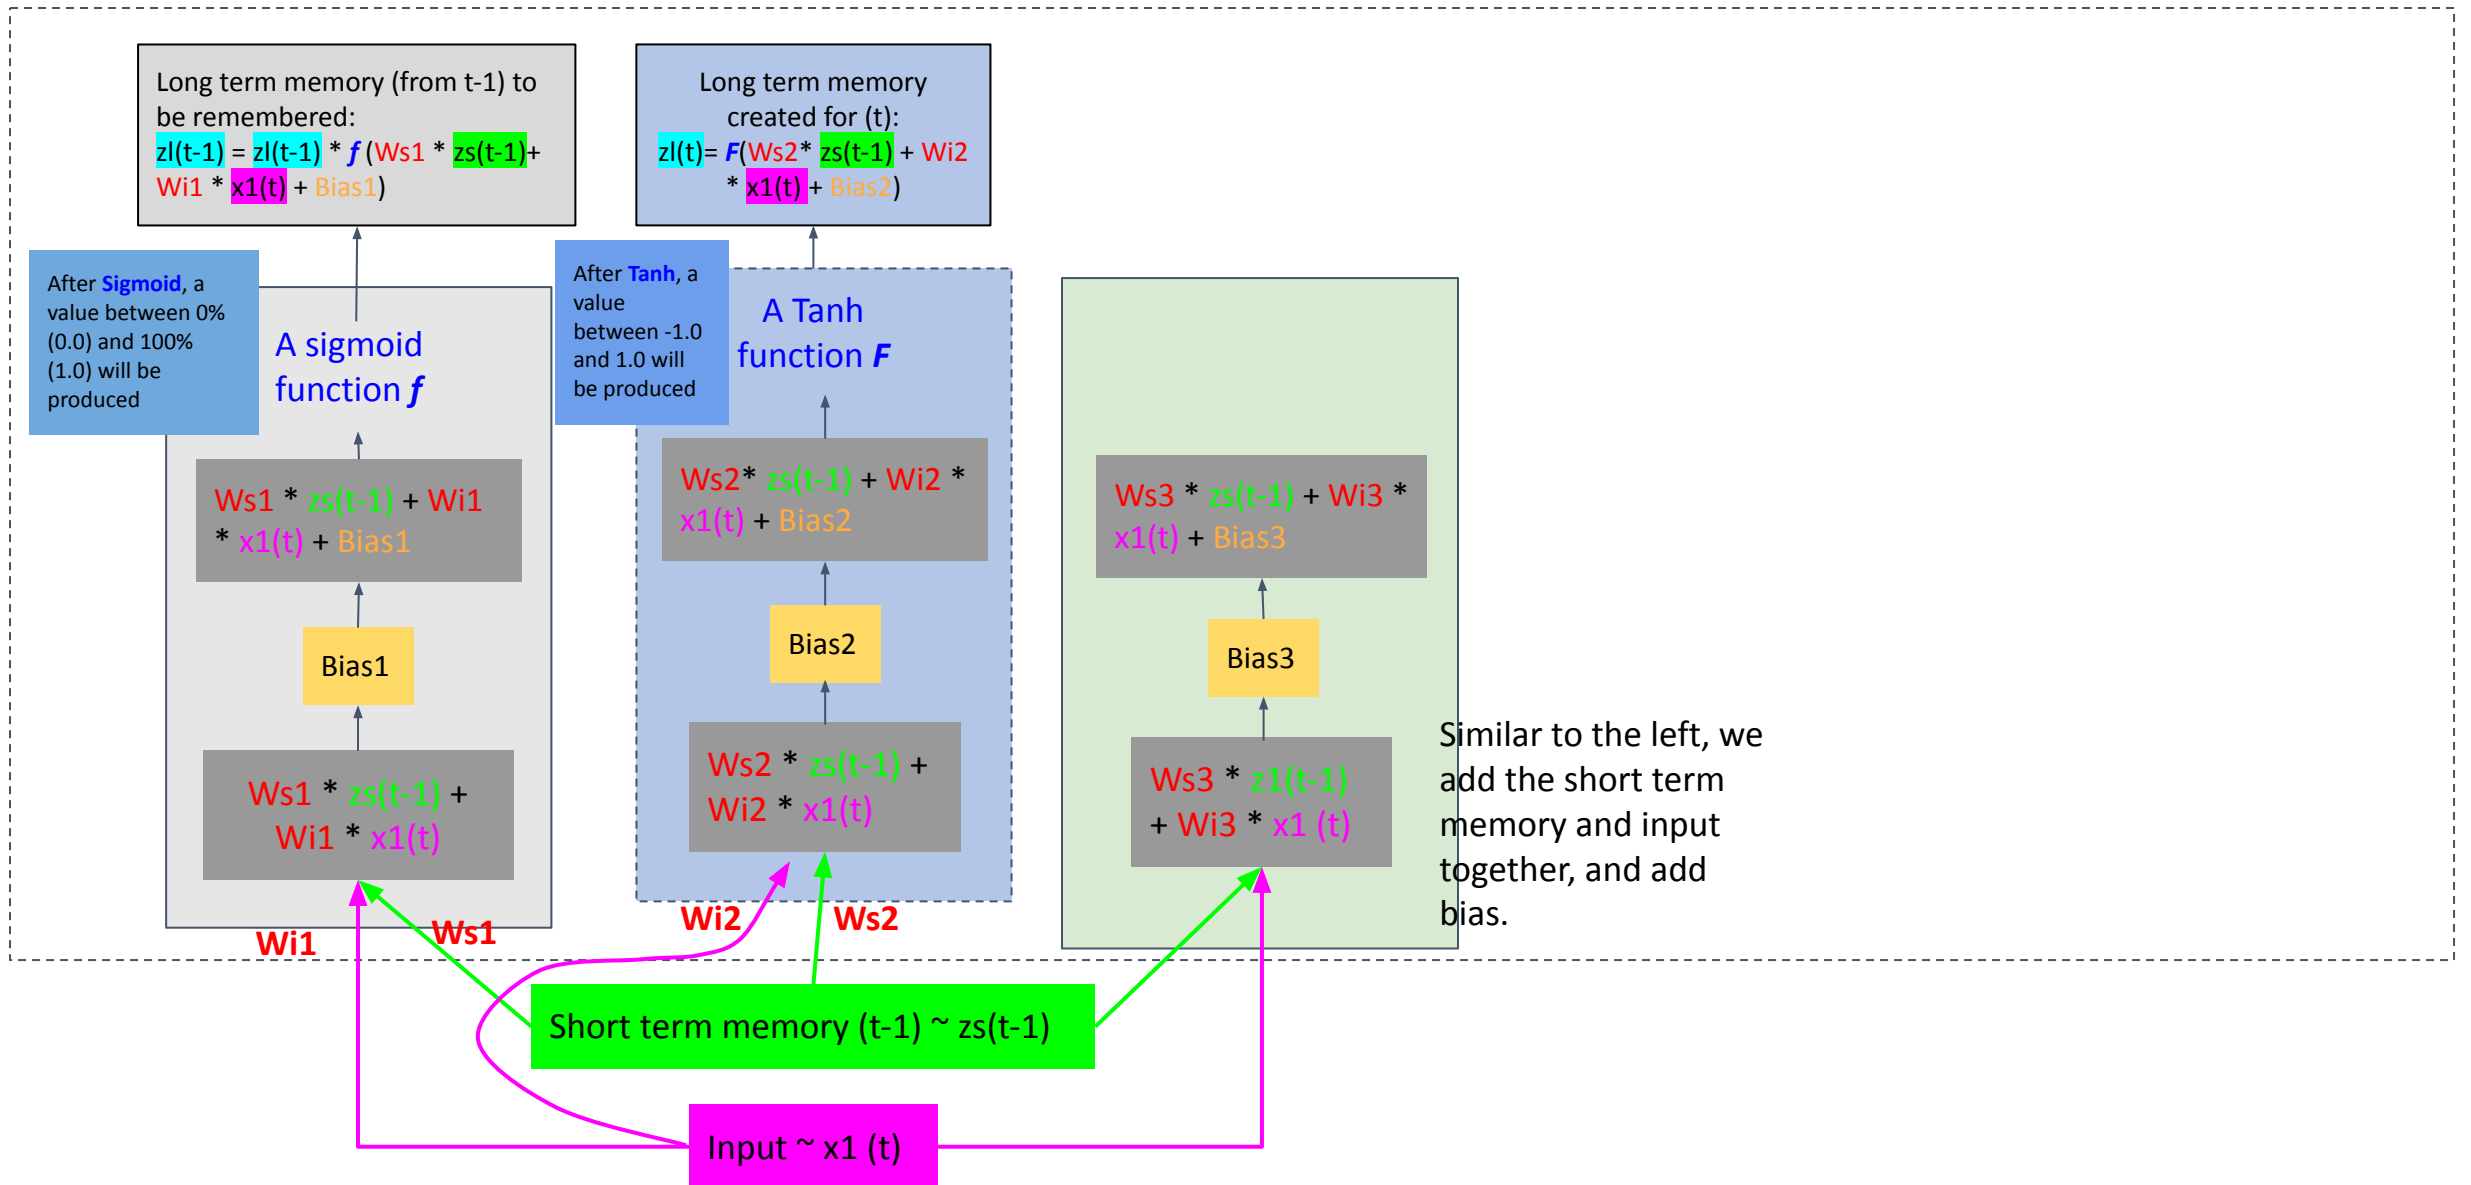 Long term memory (from t-1) to
be remembered:
zl(t-1) = zl(t-1) * f (Ws1 * zs(t-1)+
Wi1 * x1(t) + Bias1)
Long term memory
created for (t):
zl(t)= F(Ws2* zs(t-1) + Wi2
* x1(t) + Bias2)
After Sigmoid, a
value between 0%
(0.0) and 100%
(1.0) will be
produced
A sigmoid
function f
After Tanh, a
value
between -1.0
and 1.0 will
be produced
A Tanh
function F
Ws1 * zs(t-1) + Wi1
* x1(t) + Bias1
Ws2* zs(t-1) + Wi2 *
x1(t) + Bias2
Ws3 * zs(t-1) + Wi3 *
x1(t) + Bias3
Bias1
Bias2
Bias3
Ws1 * zs(t-1) +
Wi1 * x1(t)
Ws2 * zs(t-1) +
Wi2 * x1(t)
Ws3 * z1(t-1)
+ Wi3 * x1 (t)
Similar to the left, we
add the short term
memory and input
together, and add
bias.
Wi1
Ws1
Wi2
Ws2
Short term memory (t-1) ~ zs(t-1)
Input ~ x1 (t)